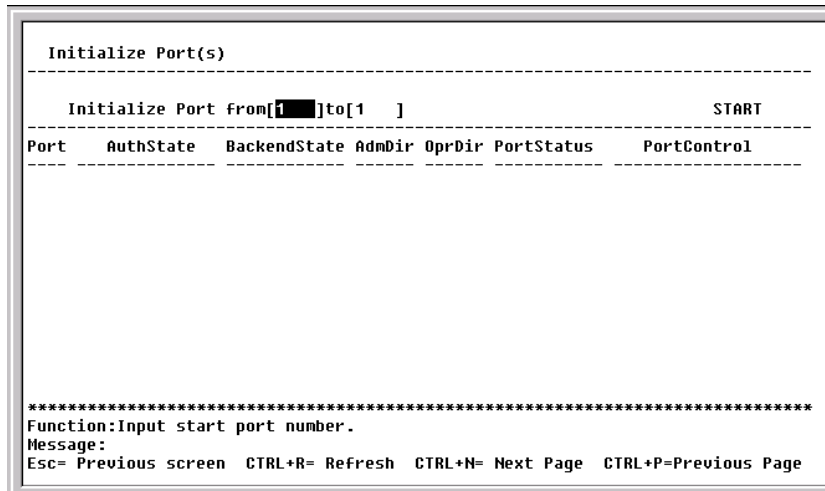 Initialize Port(s)
Initialize Port from[1   ]to[1   ] START
Port AuthState BackendState AdmDir OprDir PortStatus PortControl
Function:Input start port number.
Message:
Esc= Previous screen CTRL+R= Refresh CTRL+N= Next Page CTRL+P=Previous Page